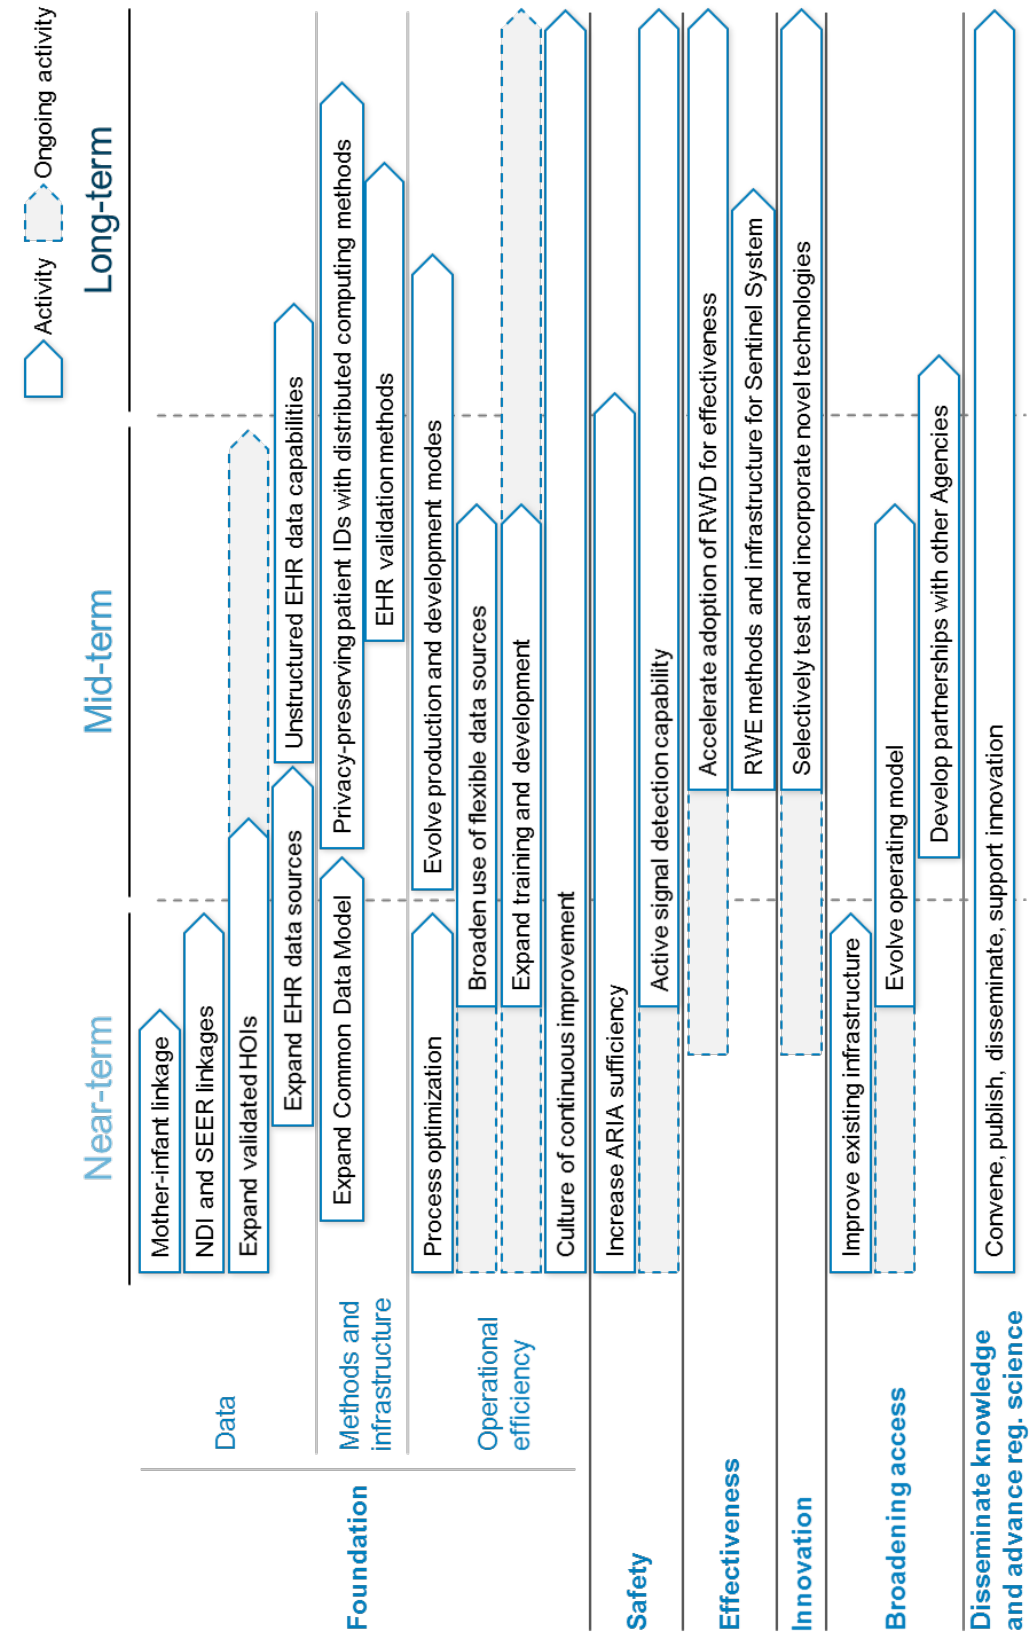 Activity
Ongoing activity
Near-term
Mid-term
Long-term
Foundation
Data
Mother-infant linkage
NDI and SEER linkages
Expand validated HOIs
Expand EHR data sources
Unstructured EHR data capabilities
Methods and
infrastructure
Expand Common Data Model
Privacy-preserving patient IDs with distributed computing methods
EHR validation methods
Operational
efficiency
Process optimization
Evolve production and development modes
Broaden use of flexible data sources
Expand training and development
Culture of continuous improvement
Safety
Increase ARIA sufficiency
Active signal detection capability
Effectiveness
Accelerate adoption of RWD for effectiveness
RWE methods and infrastructure for Sentinel System
Innovation
Selectively test and incorporate novel technologies
Broadening access
Improve existing infrastructure
Evolve operating model
Develop partnerships with other Agencies
Disseminate knowledge
and advance reg. science
Convene, publish, disseminate, support innovation